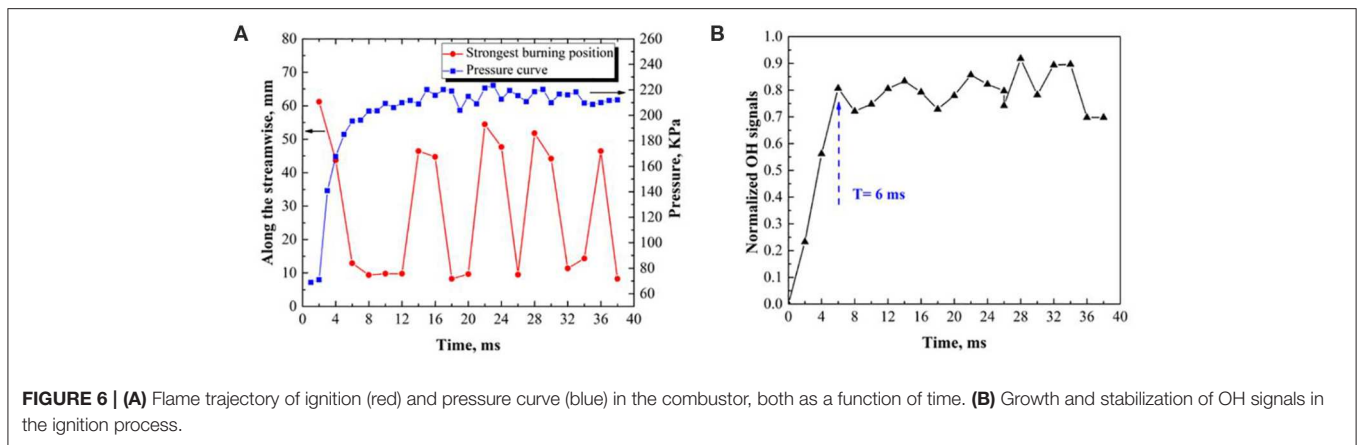 A
80
70
60
50
40
30
20
10
0
Along the streamwise, mm
Strongest burning position
Pressure curve
260
240
220
200
180
160
140
120
100
80
60
Pressure, KPa
0 4 8 12 16 20 24 28 32 36 40
Time, ms
B
1.0
0.9
0.8
0.7
0.6
0.5
0.4
0.3
0.2
0.1
0.0
Normalized OH signals
T= 6 ms
0 4 8 12 16 20 24 28 32 36 40
Time, ms
FIGURE 6 | (A) Flame trajectory of ignition (red) and pressure curve (blue) in the combustor, both as a function of time. (B) Growth and stabilization of OH signals in
the ignition process.